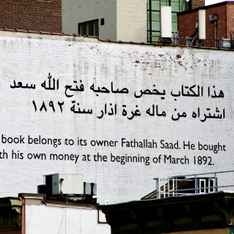 هذا الكتاب يخص صاحبه فتح الله سعد
اشتراه من ماله غرة اذار سنة ١٨٩٢
book belongs to its owner Fathallah Saad. He bought
th his own money at the beginning of March 1892.